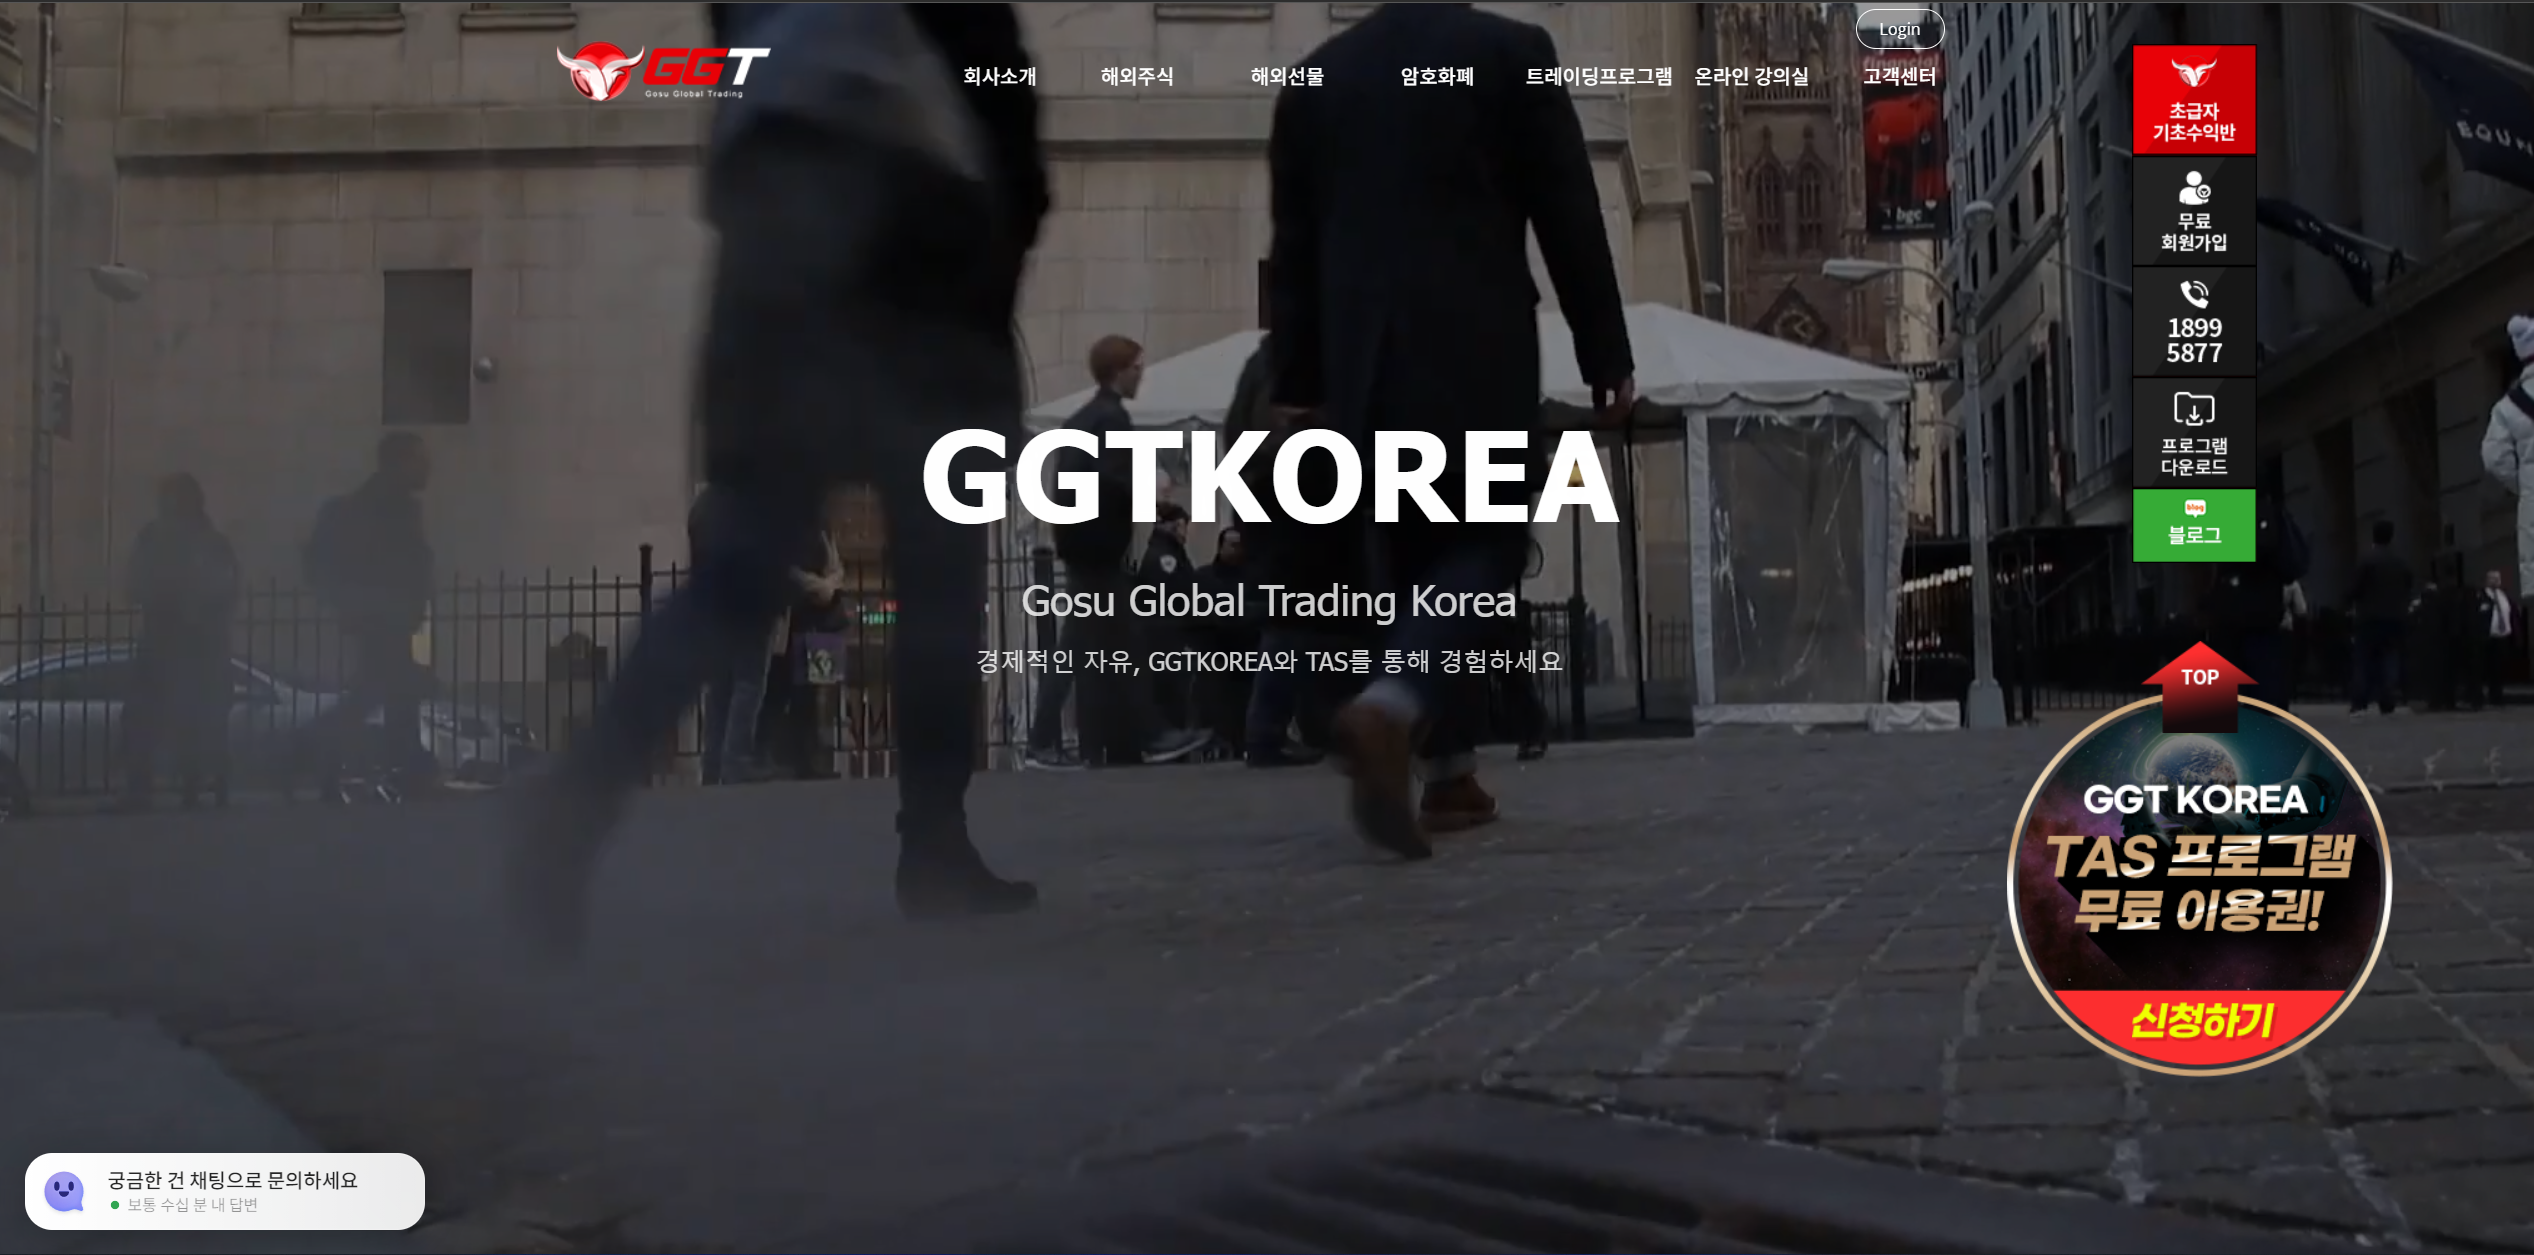 Login
GGT
Gosu Global Trading
회사소개
해외주식
해외선물
암호화폐
트레이딩프로그램
온라인 강의실
고객센터
financial
bgc
BOUN
초급자
기초수익반
무료
회원가입
1899
5877
프로그램
다운로드
blog
블로그
GGTKOREA
Gosu Global Trading Korea
경제적인 자유, GGTKOREA와 TAS를 통해 경험하세요
TOP
GGT KOREA
TAS 프로그램
무료 이용권!
신청하기
궁금한 건 채팅으로 문의하세요
보통 수십 분 내 답변